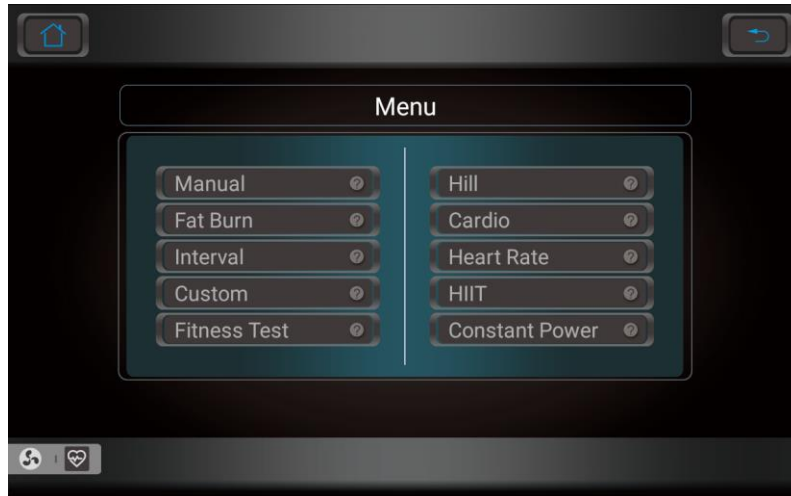 Menu
Manual
Fat Burn
Interval
Custom
Fitness Test
Hill
Cardio
Heart Rate
HIIT
Constant Power